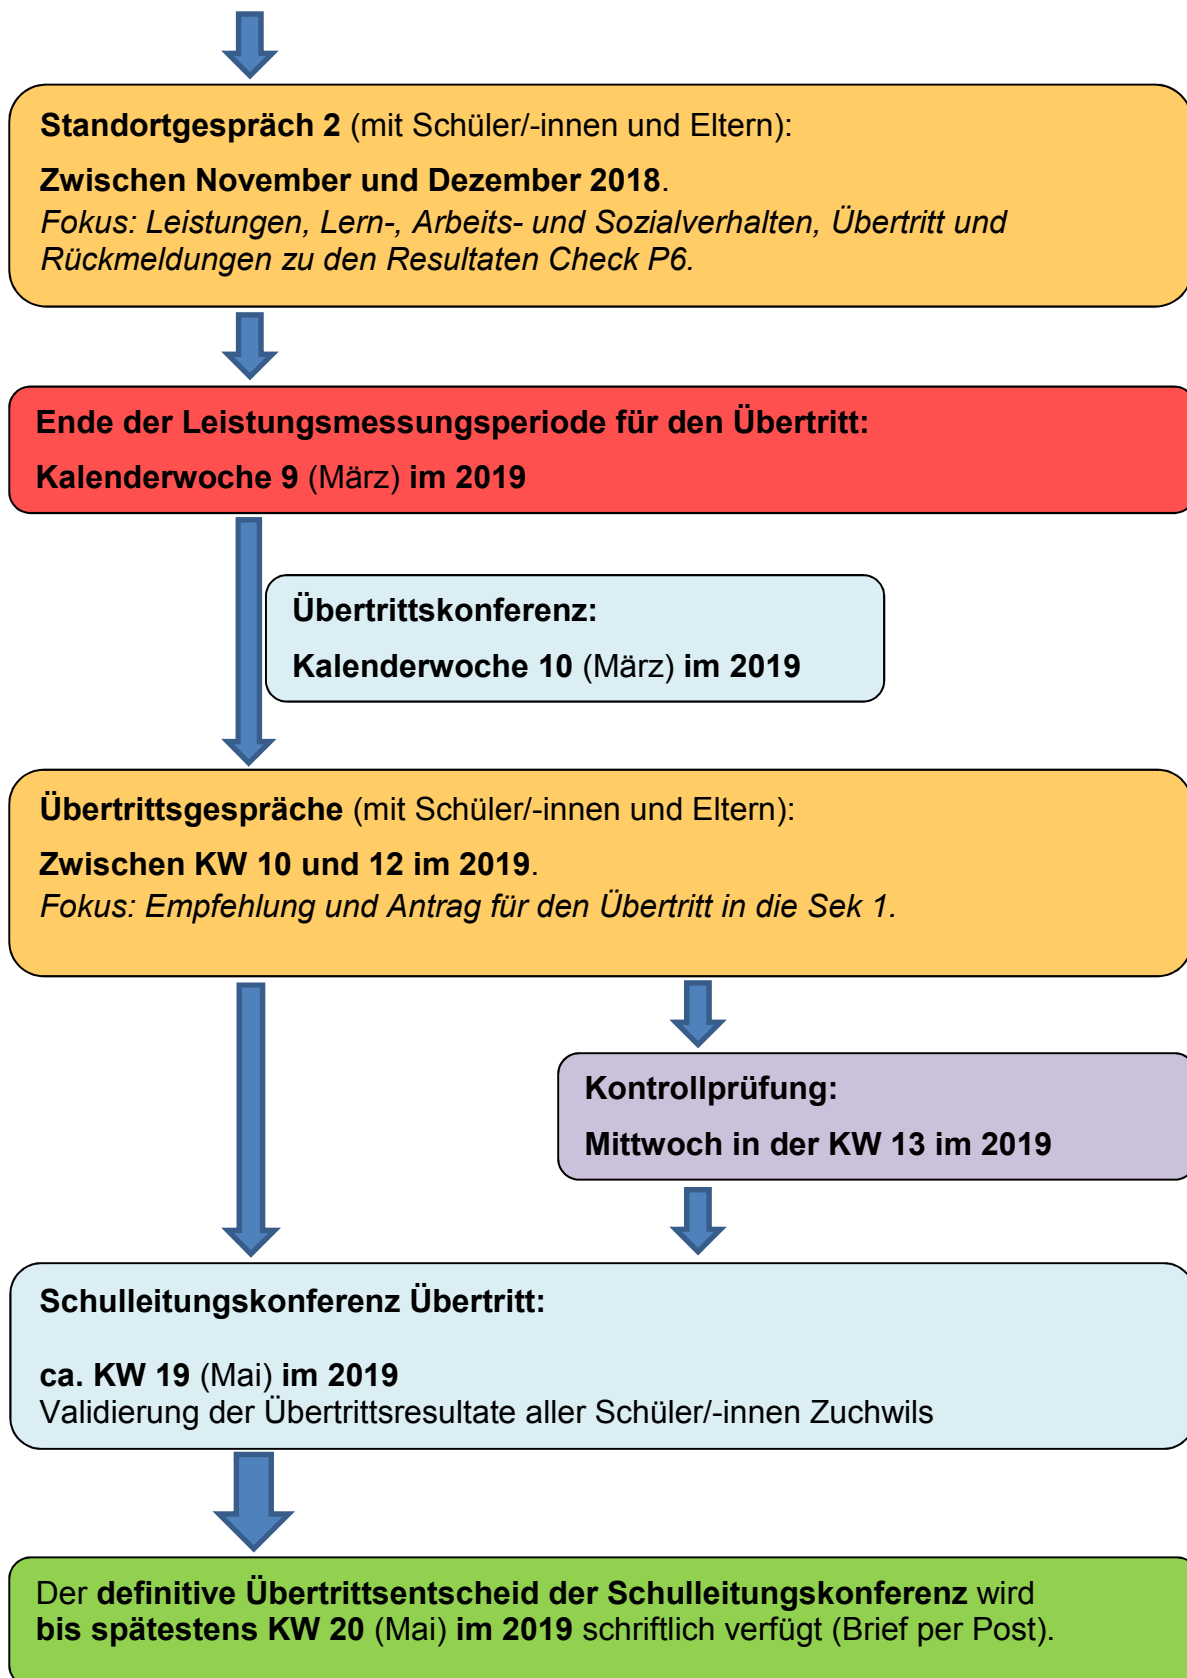 Standortgespräch 2 (mit Schüler/-innen und Eltern):
Zwischen November und Dezember 2018.
Fokus: Leistungen, Lern-, Arbeits- und Sozialverhalten, Übertritt und
Rückmeldungen zu den Resultaten Check P6.
Ende der Leistungsmessungsperiode für den Übertritt:
Kalenderwoche 9 (März) im 2019
Übertrittskonferenz:
Kalenderwoche 10 (März) im 2019
Übertrittsgespräche (mit Schüler/-innen und Eltern):
Zwischen KW 10 und 12 im 2019.
Fokus: Empfehlung und Antrag für den Übertritt in die Sek 1.
Kontrollprüfung:
Mittwoch in der KW 13 im 2019
Schulleitungskonferenz Übertritt:
ca. KW 19 (Mai) im 2019
Validierung der Übertrittsresultate aller Schüler/-innen Zuchwils
Der definitive Übertrittsentscheid der Schulleitungskonferenz wird
bis spätestens KW 20 (Mai) im 2019 schriftlich verfügt (Brief per Post).